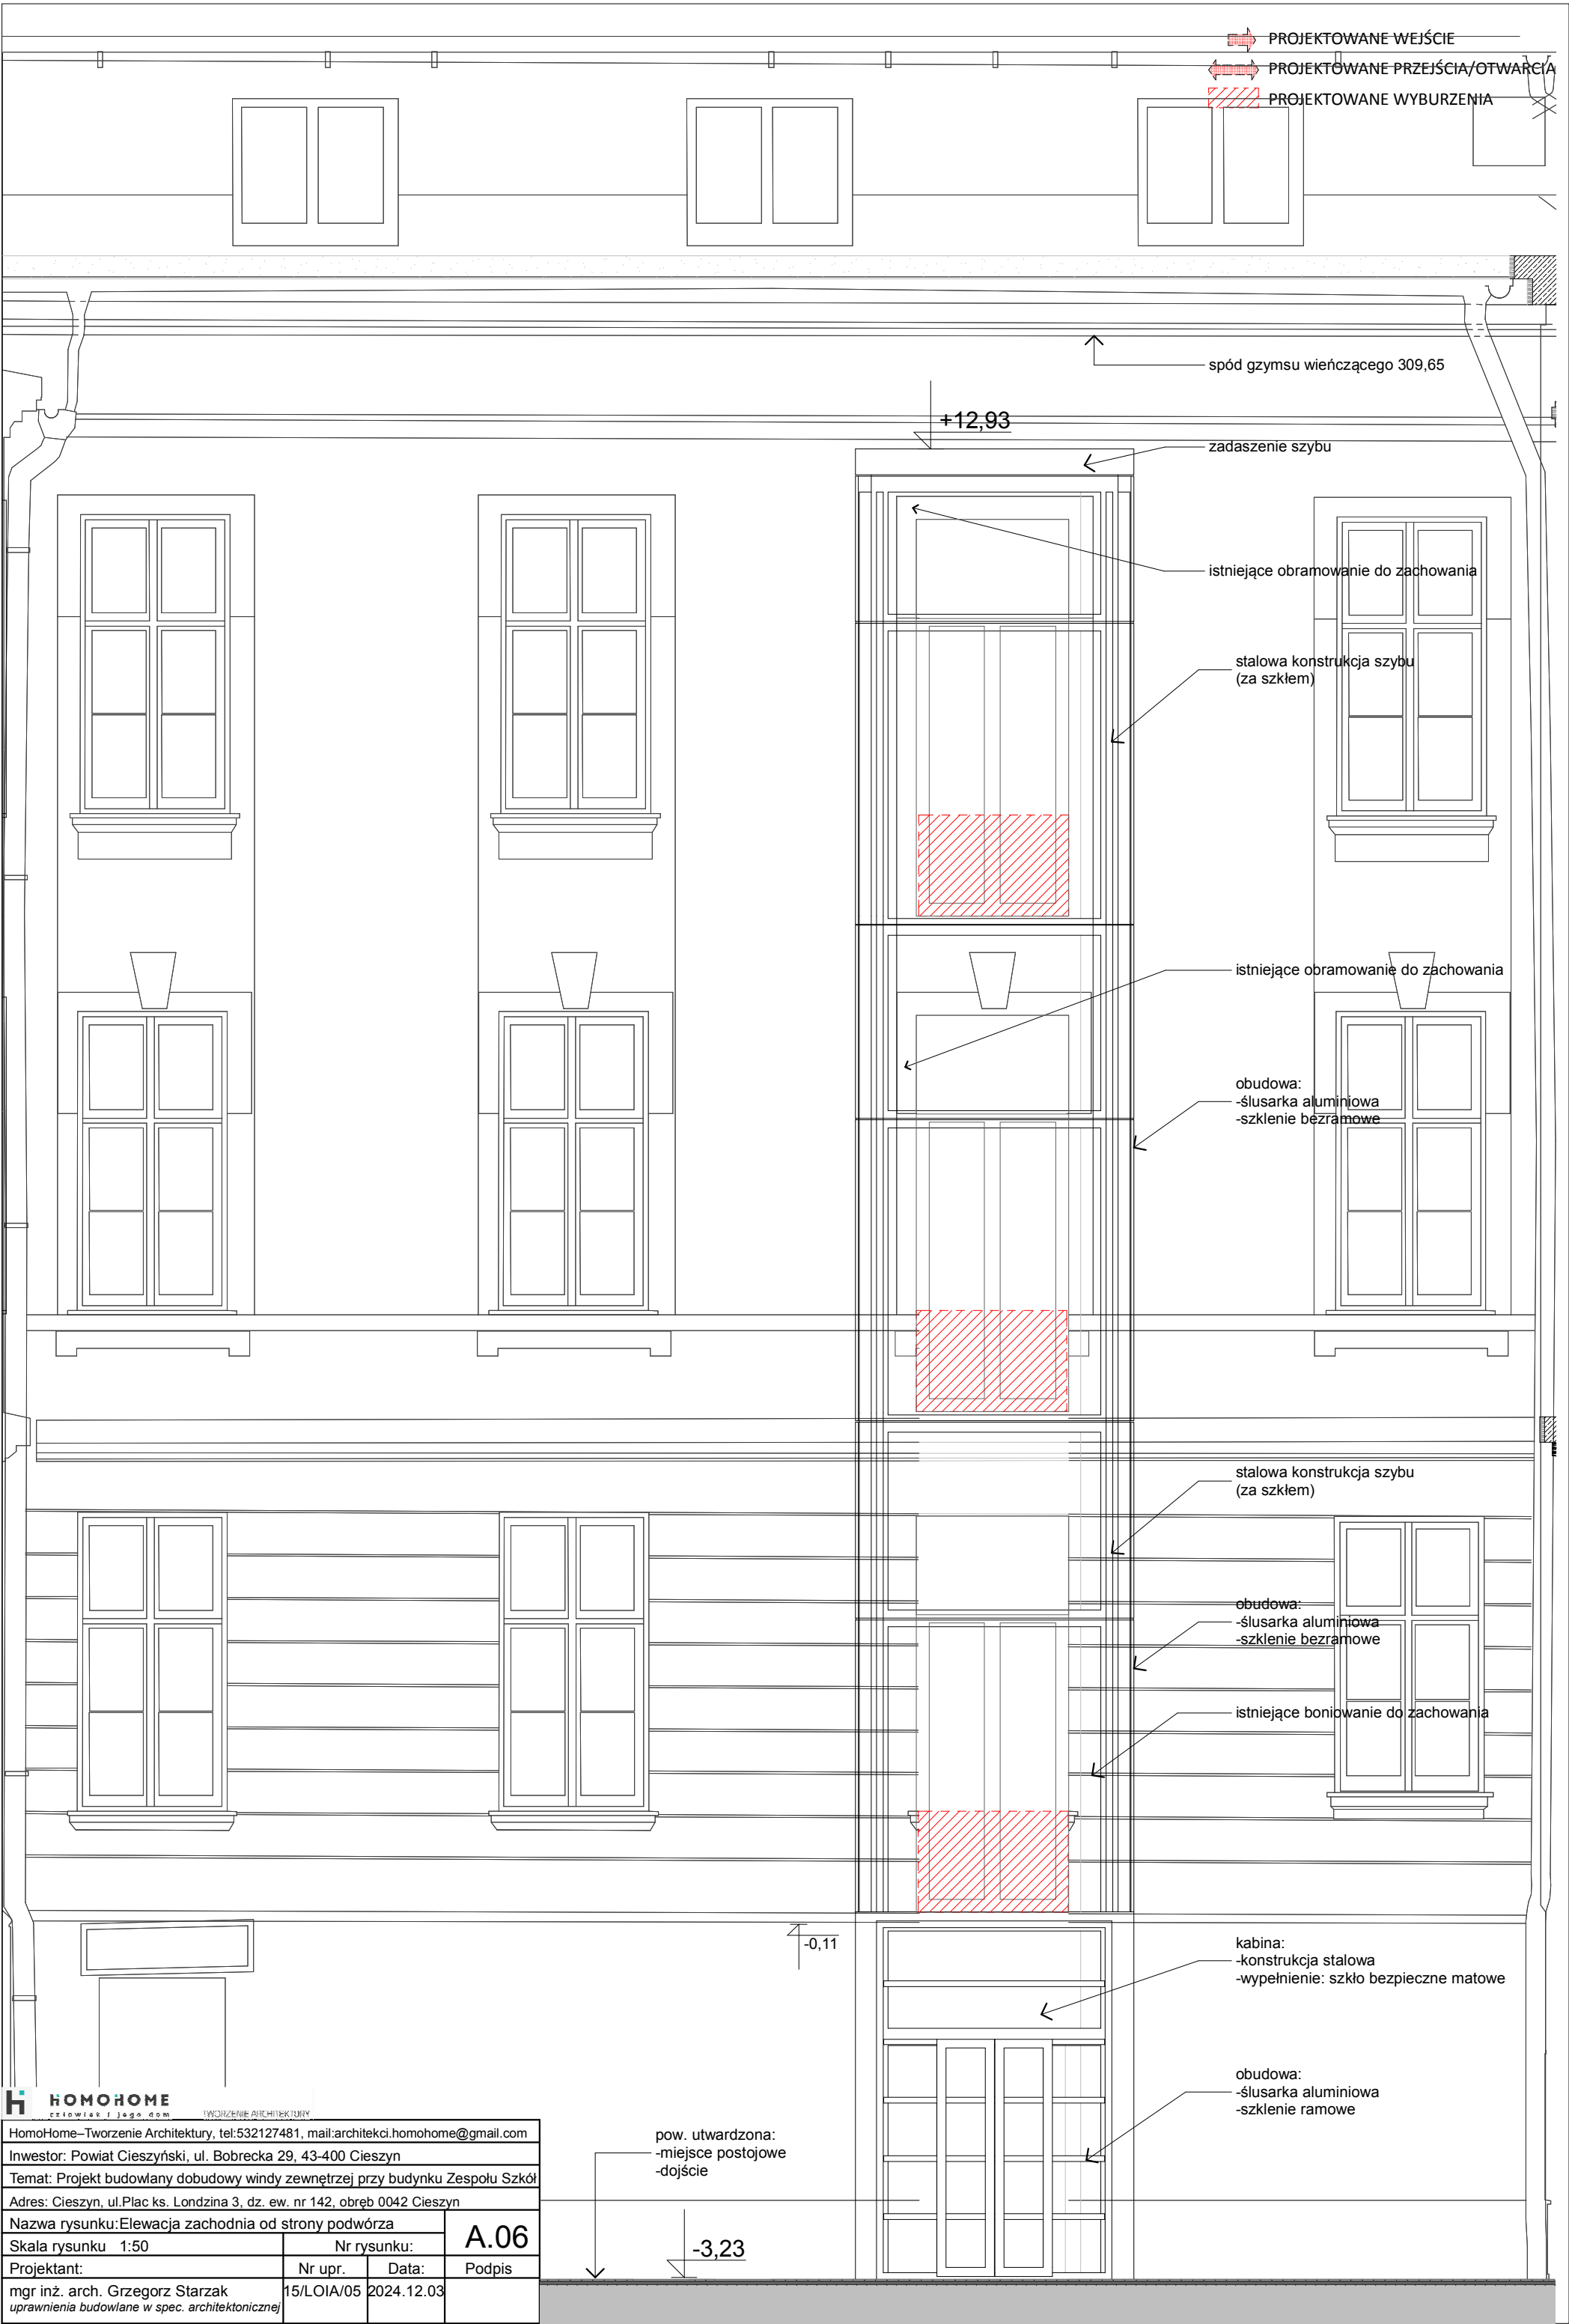 PROJEKTOWANE WEJŚCIE
PROJEKTOWANE PRZEJŚCIA/OTWARCIA
PROJEKTOWANE WYBURZENIA
spód gzymsu wieńczącego 309,65
+12,93
zadaszenie szybu
istniejące obramowanie do zachowania
stalowa konstrukcja szybu
(za szkłem)
istniejące obramowanie do zachowania
obudowa:
-ślusarka aluminiowa
-szklenie bezramowe
stalowa konstrukcja szybu
(za szkłem)
obudowa:
-ślusarka aluminiowa
-szklenie bezramowe
istniejące boniowanie do zachowania
-0,11
kabina:
-konstrukcja stalowa
-wypełnienie: szkło bezpieczne matowe
obudowa:
-ślusarka aluminiowa
-szklenie ramowe
pow. utwardzona:
-miejsce postojowe
-dojście
-3,23
HOMOHOME
człowiek i jego dom
TWORZENIE ARCHITEKTURY
HomoHome–Tworzenie Architektury, tel:532127481, mail:architekci.homohome@gmail.com
Inwestor: Powiat Cieszyński, ul. Bobrecka 29, 43-400 Cieszyn
Temat: Projekt budowlany dobudowy windy zewnętrzej przy budynku Zespołu Szkół
Adres: Cieszyn, ul.Plac ks. Londzina 3, dz. ew. nr 142, obręb 0042 Cieszyn
Nazwa rysunku:Elewacja zachodnia od strony podwórza
A.06
Skala rysunku 1:50 Nr rysunku:
Projektant: Nr upr. Data: Podpis
mgr inż. arch. Grzegorz Starzak 15/LOIA/05 2024.12.03
uprawnienia budowlane w spec. architektonicznej